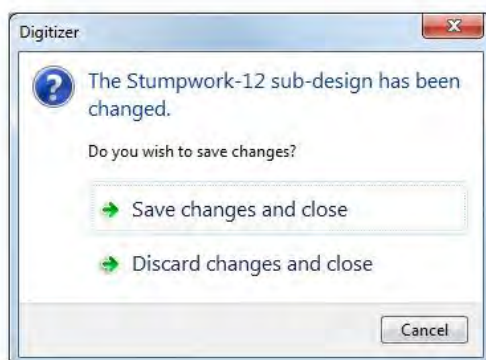 Digitizer
The Stumpwork-12 sub-design has been
changed.
Do you wish to save changes?
Save changes and close
Discard changes and close
Cancel